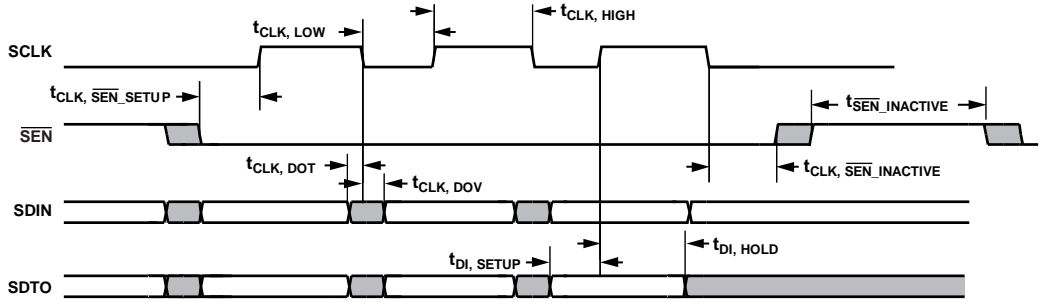 tCLK, HIGH
tCLK, LOW
SCLK
tCLK, SEN_SETUP
tSEN_INACTIVE
SEN
tCLK, DOT
tCLK, DOV
tCLK, SEN_INACTIVE
SDIN
tDI, SETUP
tDI, HOLD
SDTO